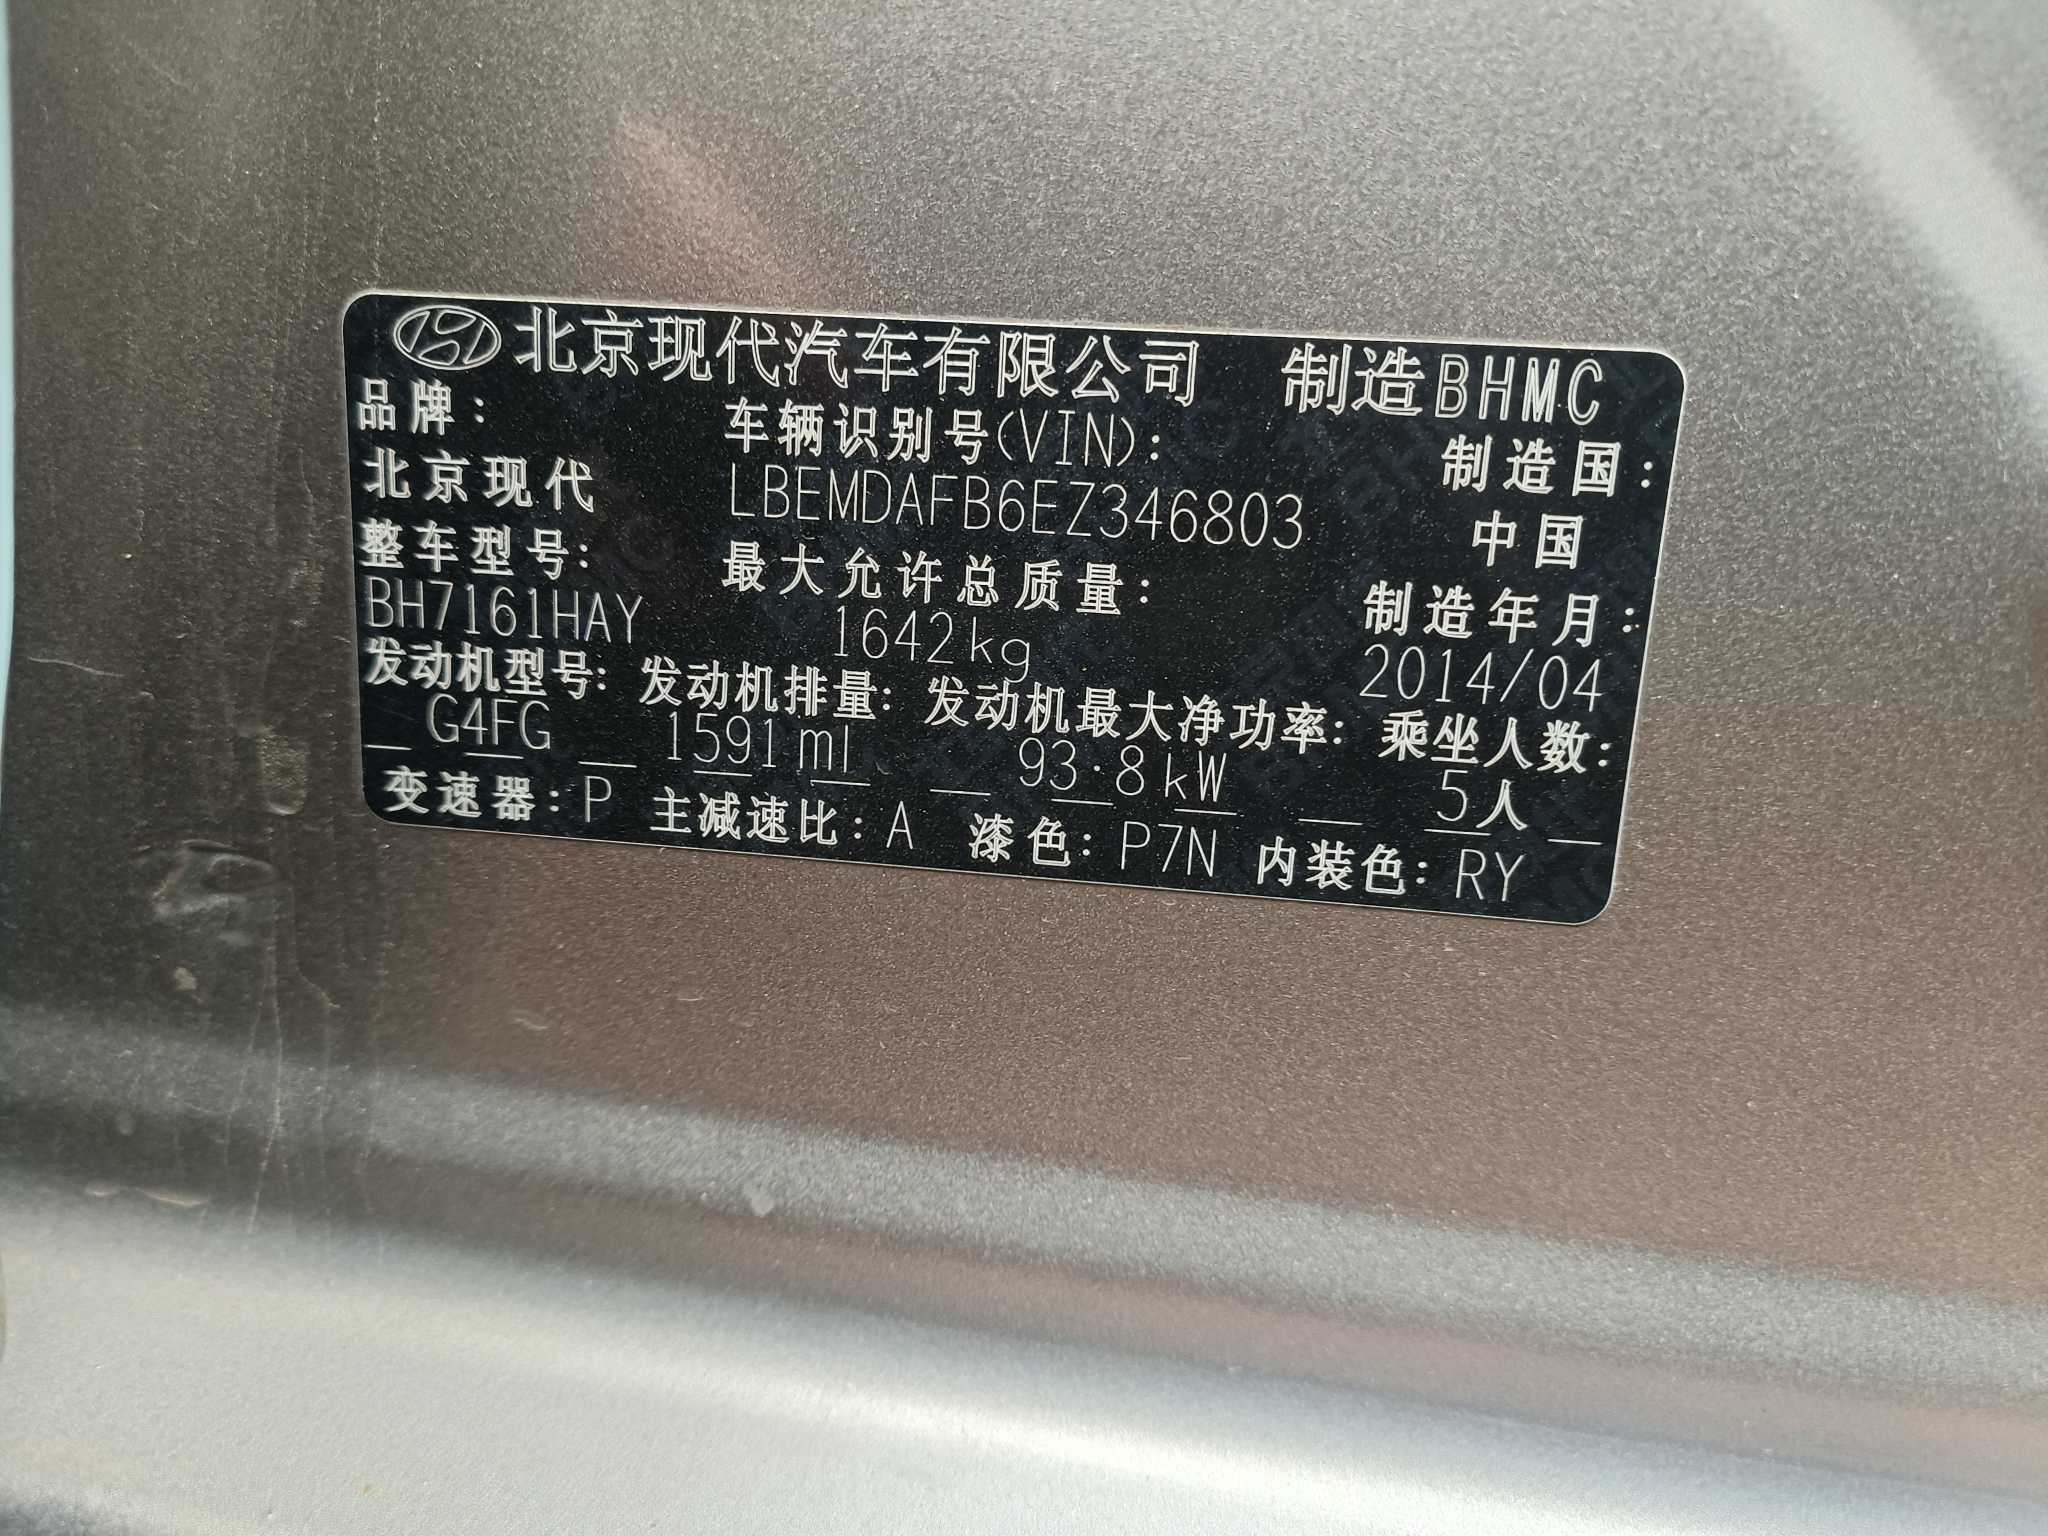 北京现代汽车有限公司 制造BHMC
品牌: 车辆识别号(VIN): 制造国:
北京现代 LBEMDAFB6EZ346803 中国
整车型号: 最大允许总质量: 制造年月:
BH7161HAY 1642kg 2014/04
发动机型号: 发动机排量: 发动机最大净功率: 乘坐人数:
G4FG 1591ml 93.8kW 5人
变速器: P 主减速比: A 漆色: P7N 内装色: RY